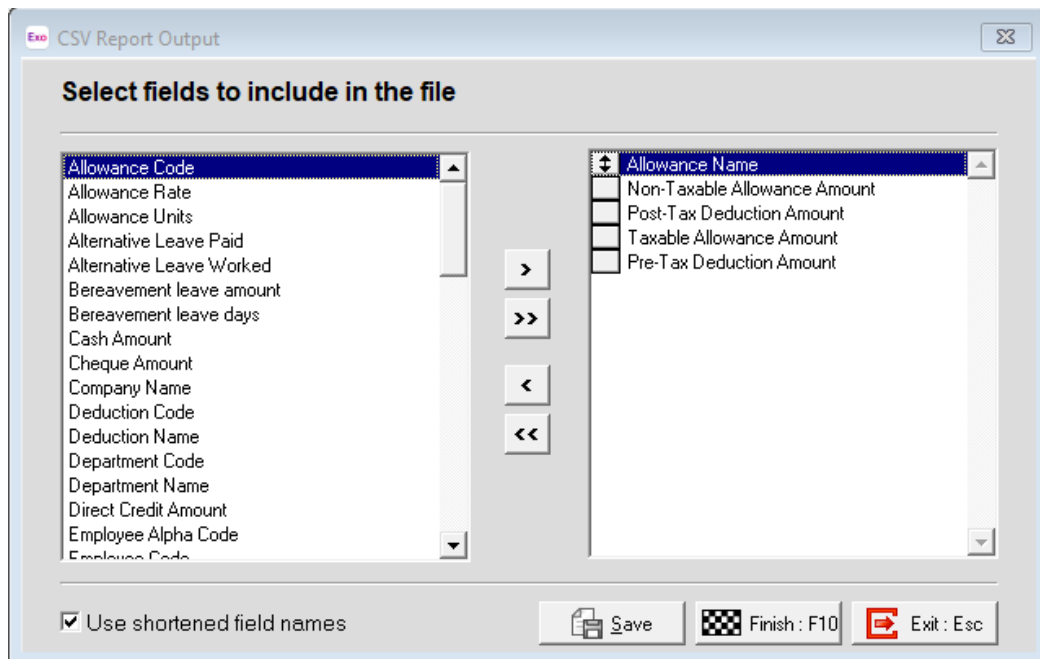 Exo CSV Report Output
Select fields to include in the file
Allowance Code
Allowance Rate
Allowance Units
Alternative Leave Paid
Alternative Leave Worked
Bereavement leave amount
Bereavement leave days
Cash Amount
Cheque Amount
Company Name
Deduction Code
Deduction Name
Department Code
Department Name
Direct Credit Amount
Employee Alpha Code
Employee Code
>
>>
<
<<
Allowance Name
Non-Taxable Allowance Amount
Post-Tax Deduction Amount
Taxable Allowance Amount
Pre-Tax Deduction Amount
Use shortened field names
Save
Finish : F10
Exit : Esc